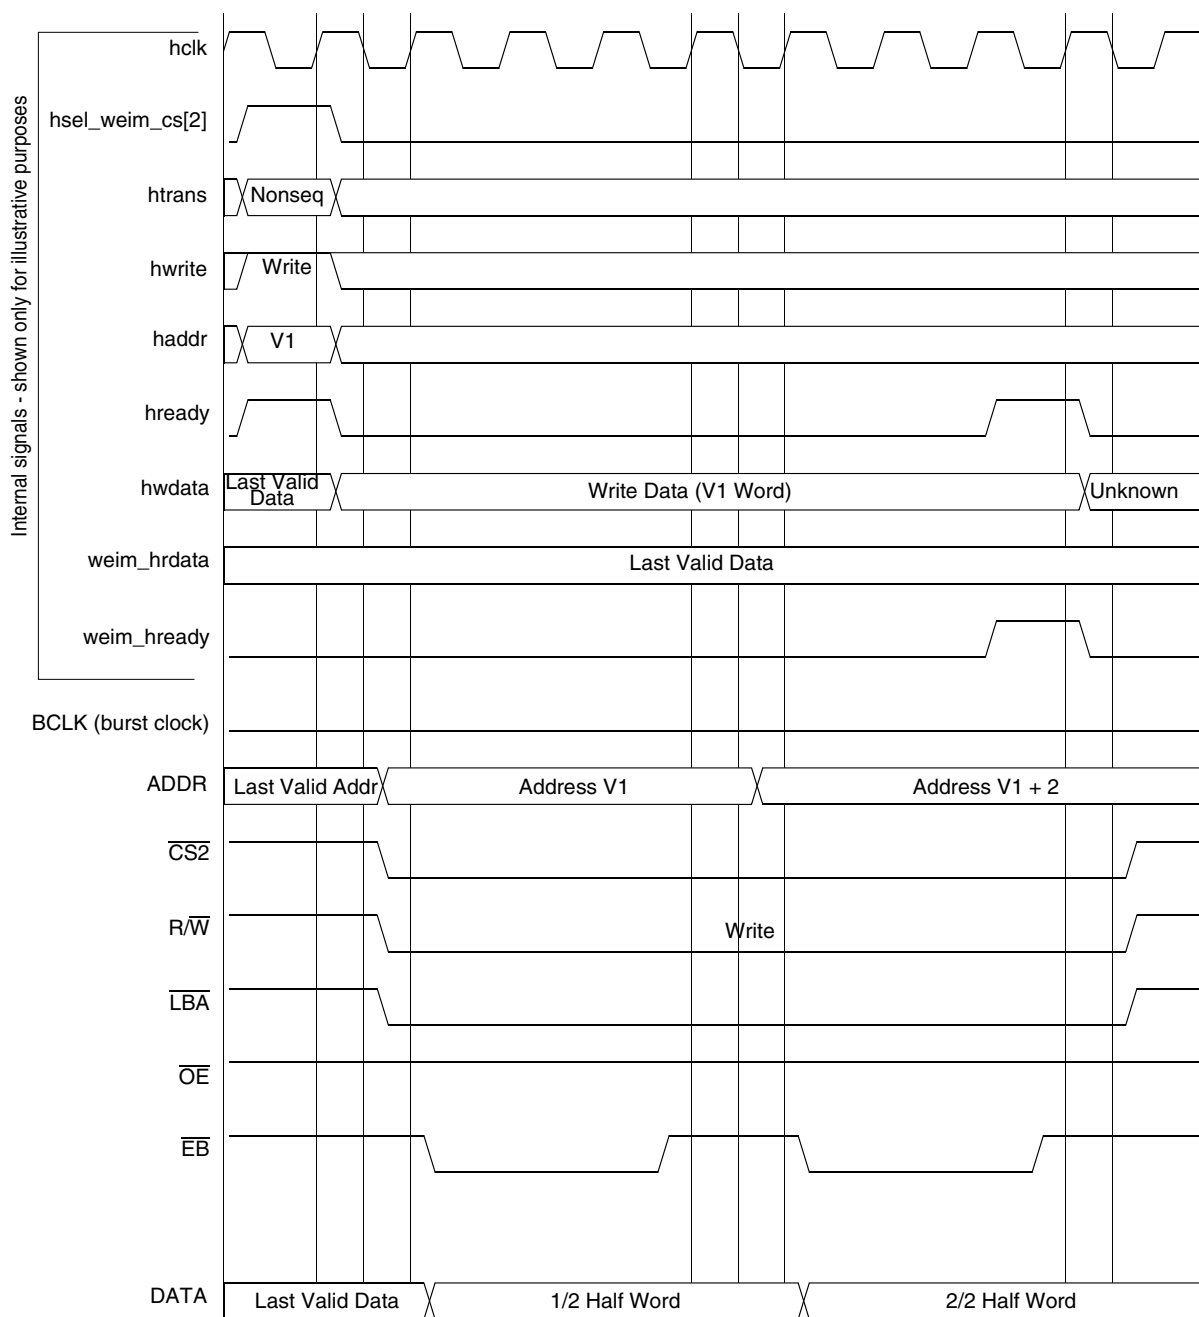 Internal signals - shown only for illustrative purposes
hclk
hsel_weim_cs[2]
htrans
Nonseq
hwrite
Write
haddr
V1
hready
hwdata
Last Valid
Data
Write Data (V1 Word)
Unknown
weim_hrdata
Last Valid Data
weim_hready
BCLK (burst clock)
ADDR
Last Valid Addr
Address V1
Address V1 + 2
CS2
R/W
Write
LBA
OE
EB
DATA
Last Valid Data
1/2 Half Word
2/2 Half Word